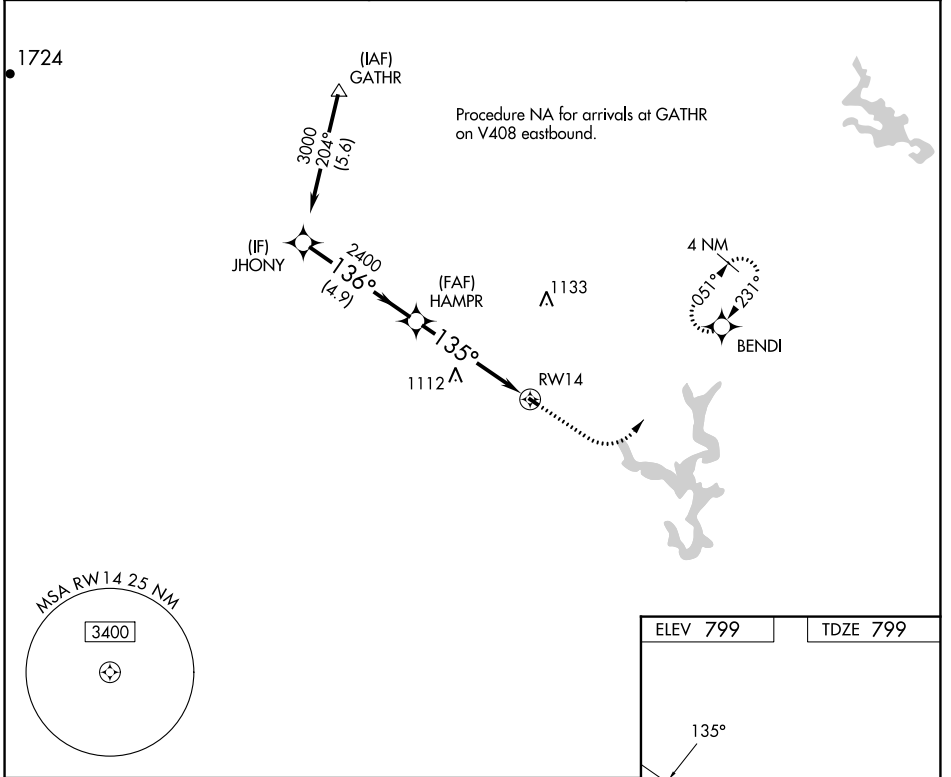 1724
(IAF)
GATHR
Procedure NA for arrivals at GATHR
on V408 eastbound.
3000
204°
(5.6)
(IF)
JHONY
2400
136°
(4.9)
(FAF)
HAMPR
1133
4 NM
051°
231°
BENDI
135°
1112
RW14
MSA RW14 25 NM
3400
ELEV 799
TDZE 799
135°